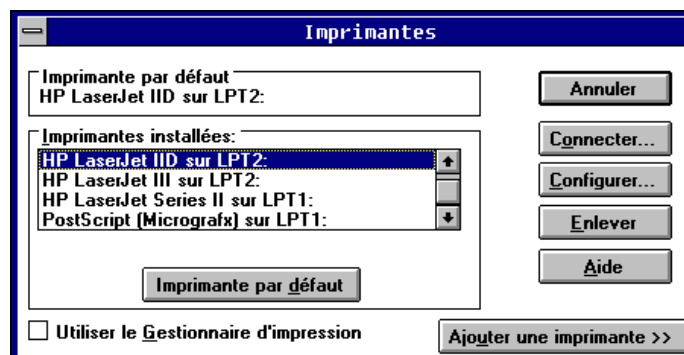 Imprimantes
Imprimante par défaut
HP LaserJet IID sur LPT2:
Imprimantes installées:
HP LaserJet IID sur LPT2:
HP LaserJet III sur LPT2:
HP LaserJet Series II sur LPT1:
PostScript (Micrografx) sur LPT1:
Imprimante par défaut
Utiliser le Gestionnaire d'impression
Annuler
Connecter...
Configurer...
Enlever
Aide
Ajouter une imprimante >>